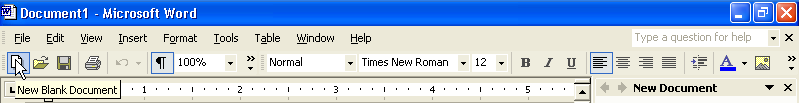 Document1 - Microsoft Word
File Edit View Insert Format Tools Table Window Help Type a question for help
¶ 100% Normal Times New Roman 12 B I U A
L 1 2 3 4 5 New Document
New Blank Document